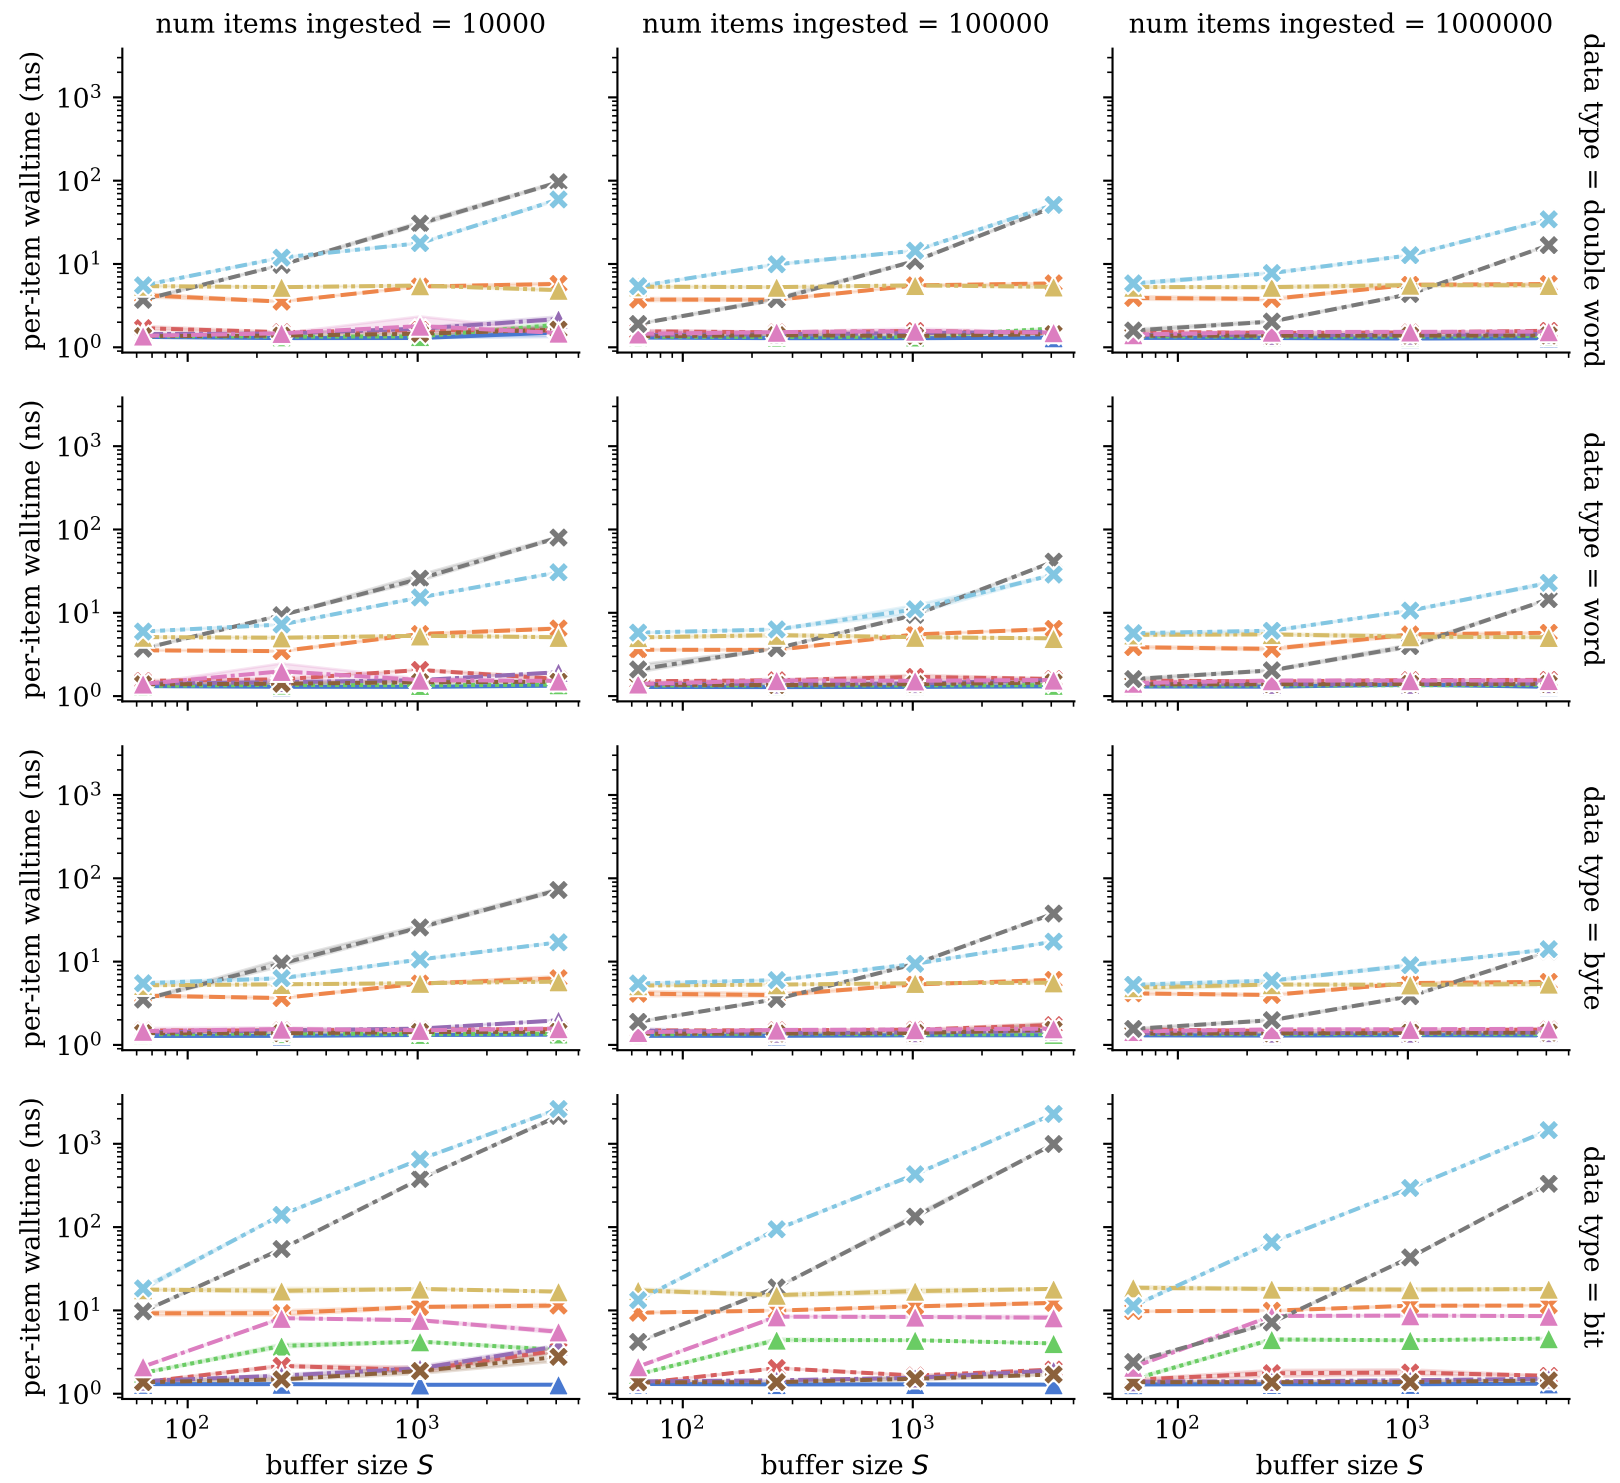 num items ingested = 10000
num items ingested = 100000
num items ingested = 1000000
per-item walltime (ns)
10³
10²
10¹
10⁰
data type = double word
per-item walltime (ns)
10³
10²
10¹
10⁰
data type = word
per-item walltime (ns)
10³
10²
10¹
10⁰
data type = byte
per-item walltime (ns)
10³
10²
10¹
10⁰
data type = bit
10² 10³
10² 10³
10² 10³
buffer size S
buffer size S
buffer size S